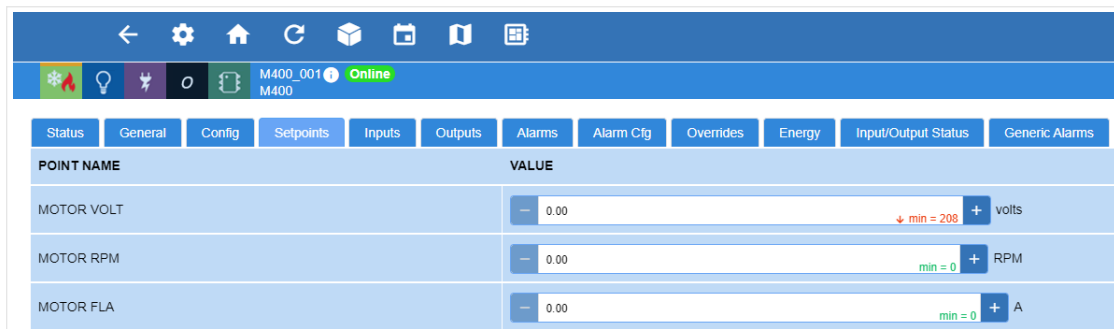 O M400_001 i Online
M400
Status General Config Setpoints Inputs Outputs Alarms Alarm Cfg Overrides Energy Input/Output Status Generic Alarms
POINT NAME VALUE
MOTOR VOLT − 0.00 ↓ min = 208 + volts
MOTOR RPM − 0.00 min = 0 + RPM
MOTOR FLA − 0.00 min = 0 + A